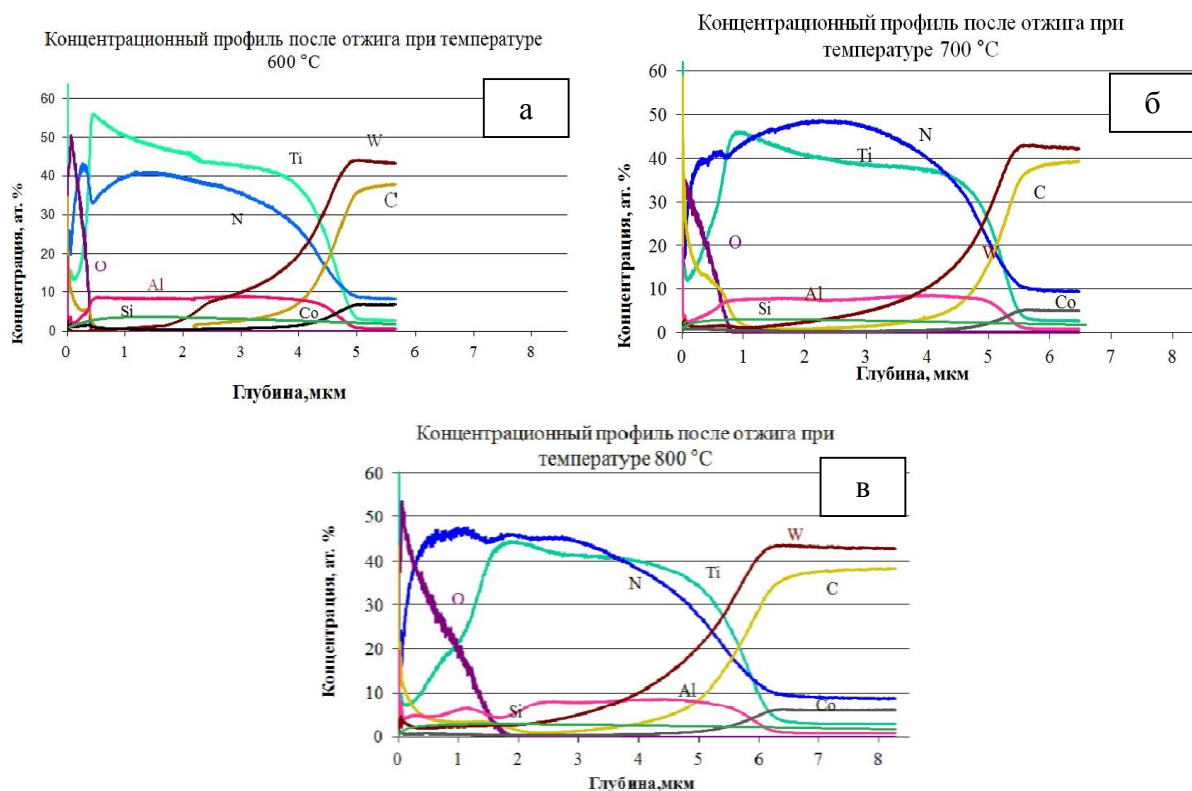 Концентрационный профиль после отжига при температуре
600 °C
а
Концентрация, ат. %
60
50
40
30
20
10
0
W
Ti
C
N
O
Al
Si
Co
0 1 2 3 4 5 6 7 8
Глубина,мкм
Концентрационный профиль после отжига при
температуре 700 °C
б
Концентрация, ат. %
60
50
40
30
20
10
0
N
Ti
C
O
W
Al
Si
Co
0 1 2 3 4 5 6 7 8
Глубина, мкм
Концентрационный профиль после отжига при
температуре 800 °C
в
Концентрация, ат. %
60
50
40
30
20
10
0
W
Ti
N
C
O
Al
Si
Co
0 1 2 3 4 5 6 7 8
Глубина,мкм